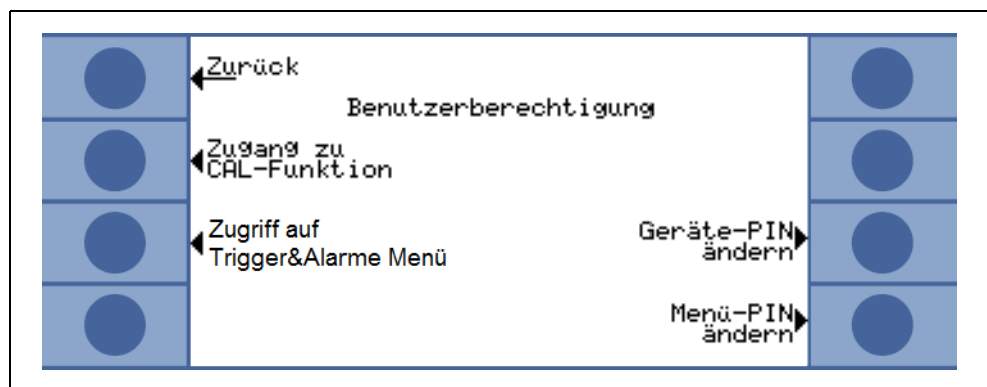 Zurück
Benutzerberechtigung
Zugang zu
CAL-Funktion
Zugriff auf
Trigger&Alarme Menü
Geräte-PIN
ändern
Menü-PIN
ändern